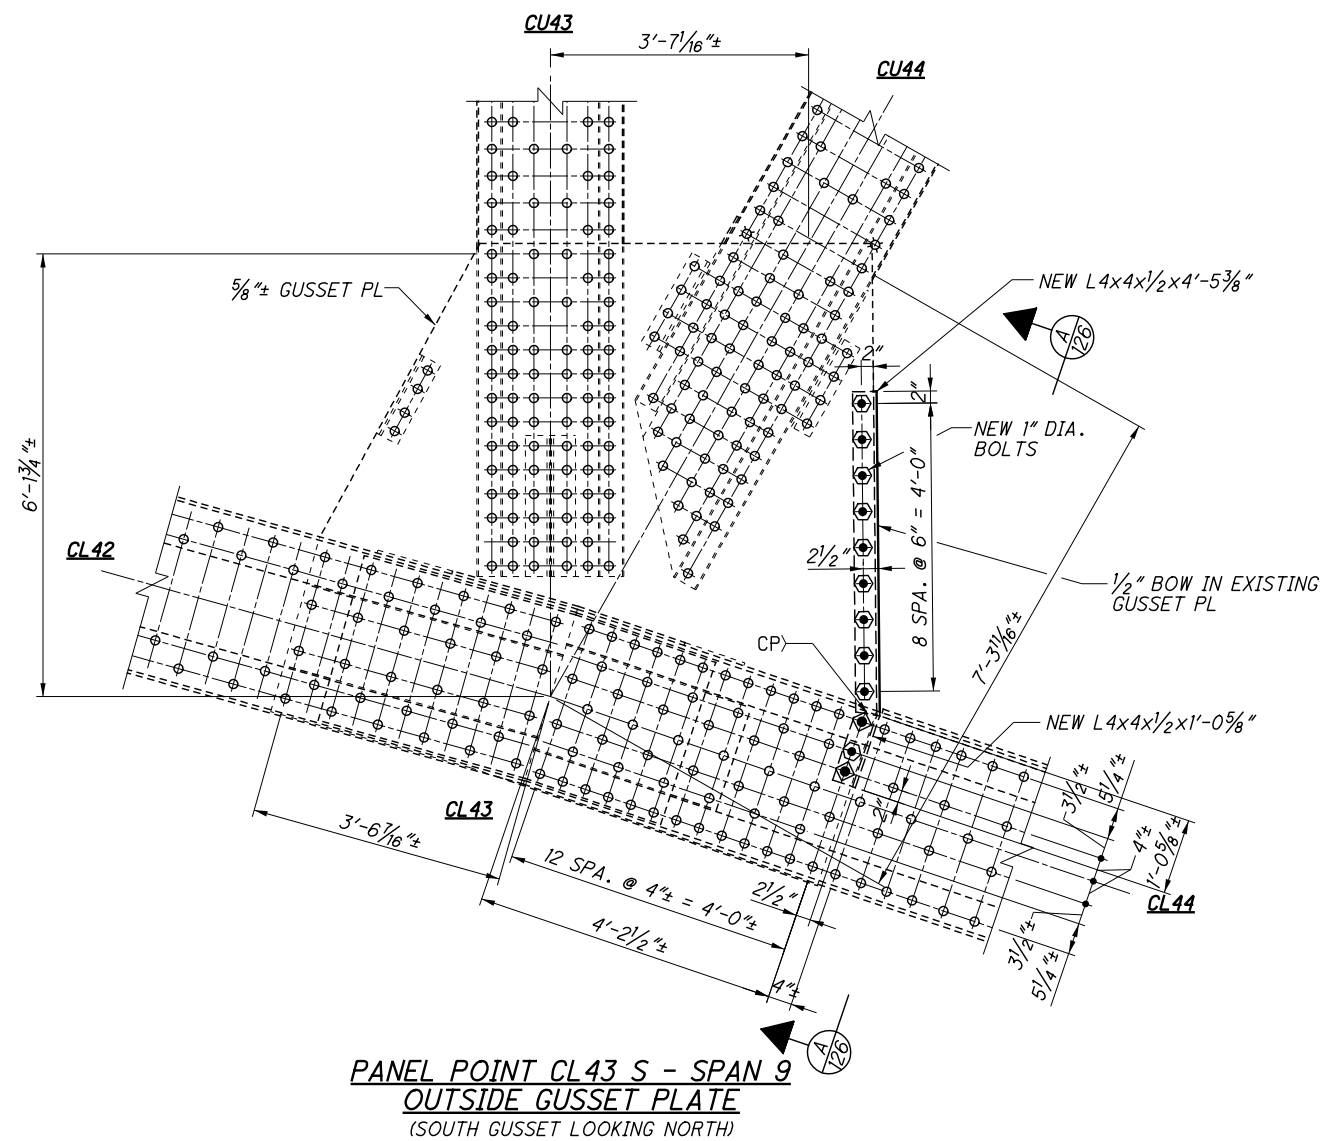 CU43
3'-7 1/16"±
CU44
5/8"± GUSSET PL
NEW L4x4x1/2x4'-5 3/8"
A
126
2"
2"
NEW 1" DIA.
BOLTS
6'-1 3/4"±
8 SPA. @ 6" = 4'-0"
CL42
2 1/2"
1/2" BOW IN EXISTING
GUSSET PL
CP
7'-3 11/16"±
NEW L4x4x1/2x1'-0 5/8"
3 1/2"±
5 1/4"±
2"
4"±
1'-0 5/8"±
CL43
3'-6 7/16"±
12 SPA. @ 4"± = 4'-0"±
2 1/2"
CL44
4'-2 1/2"±
3 1/2"±
5 1/4"±
4"±
A
126
PANEL POINT CL43 S - SPAN 9
OUTSIDE GUSSET PLATE
(SOUTH GUSSET LOOKING NORTH)